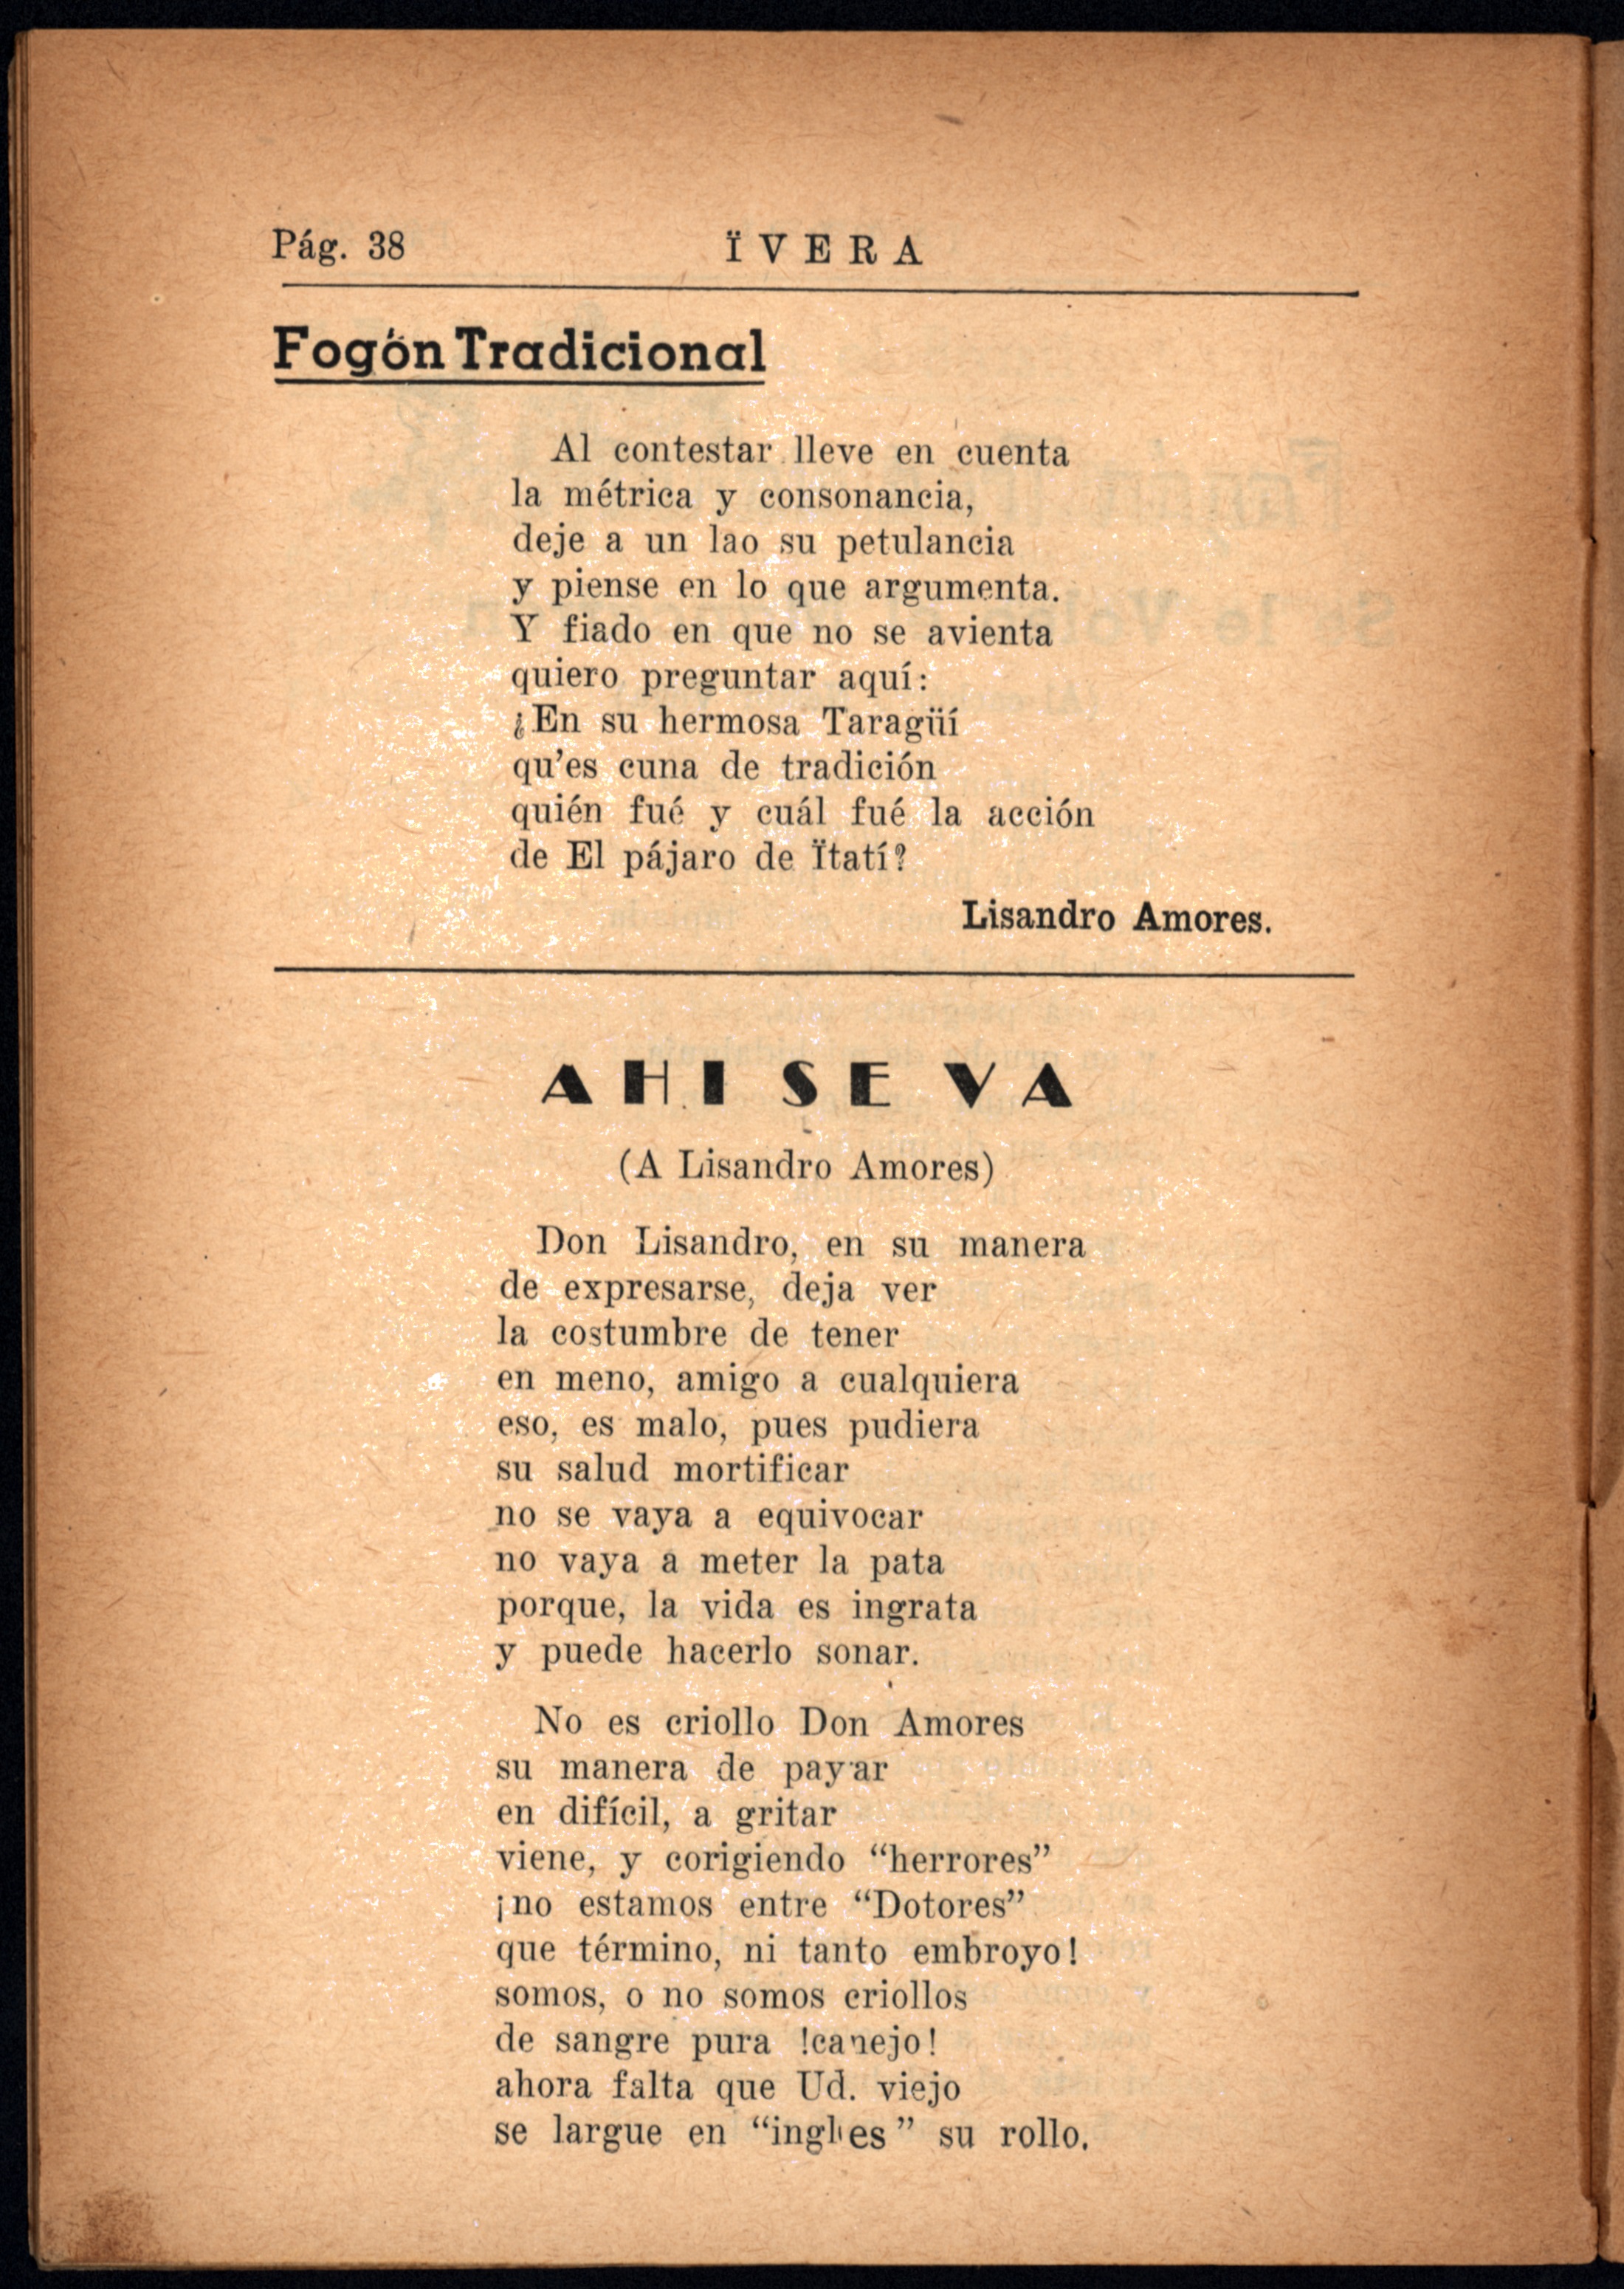 Pág. 38
ÏVERA
Fogón Tradicional
Al contestar lleve en cuenta
la métrica y consonancia,
deje a un lao su petulancia
y piense en lo que argumenta.
Y fiado en que no se avienta
quiero preguntar aquí:
¿En su hermosa Taragüí
qu'es cuna de tradición
quién fué y cuál fué la acción
de El pájaro de Ïtatí?
Lisandro Amores.
AHI SE VA
(A Lisandro Amores)
Don Lisandro, en su manera
de expresarse, deja ver
la costumbre de tener
en meno, amigo a cualquiera
eso, es malo, pues pudiera
su salud mortificar
no se vaya a equivocar
no vaya a meter la pata
porque, la vida es ingrata
y puede hacerlo sonar.
No es criollo Don Amores
su manera de payar
en difícil, a gritar
viene, y corigiendo “herrores”
¡no estamos entre “Dotores”
que término, ni tanto embroyo!
somos, o no somos criollos
de sangre pura !canejo!
ahora falta que Ud. viejo
se largue en “inglies” su rollo.